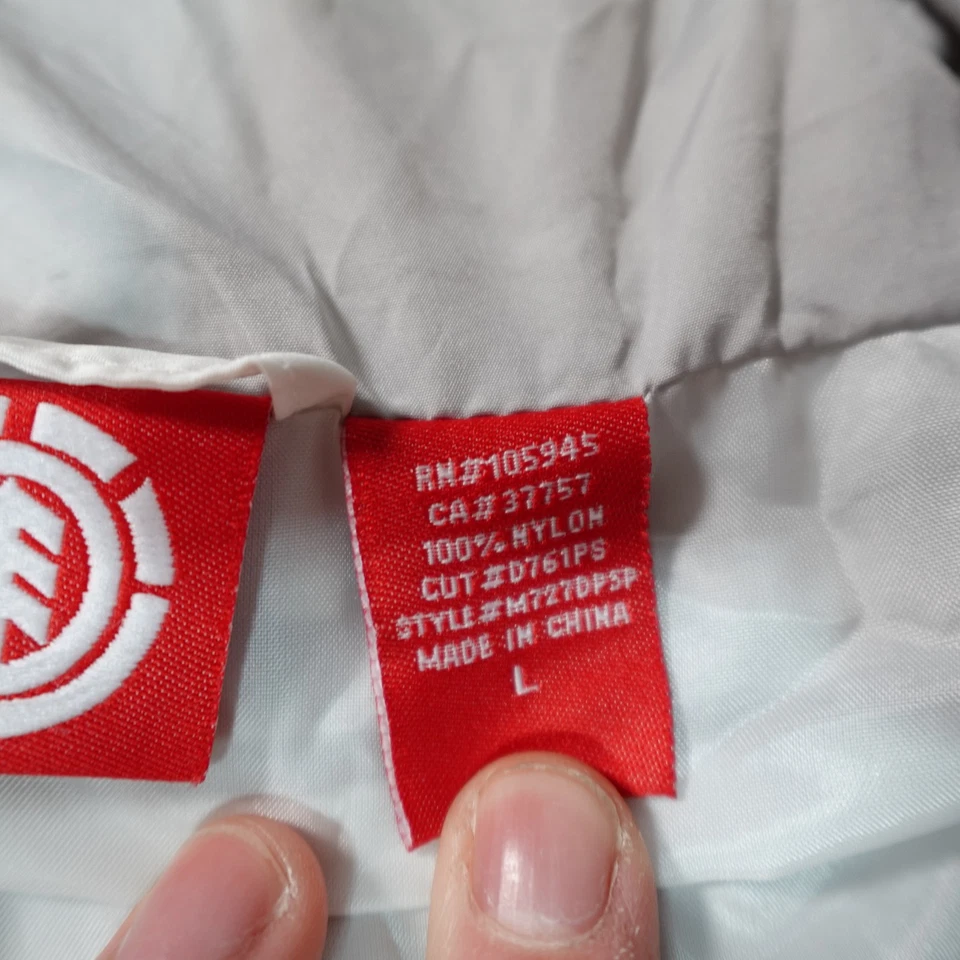 RN#105945
CA#37757
100% NYLON
CUT#D761PS
STYLE#M727DPSP
MADE IN CHINA
L